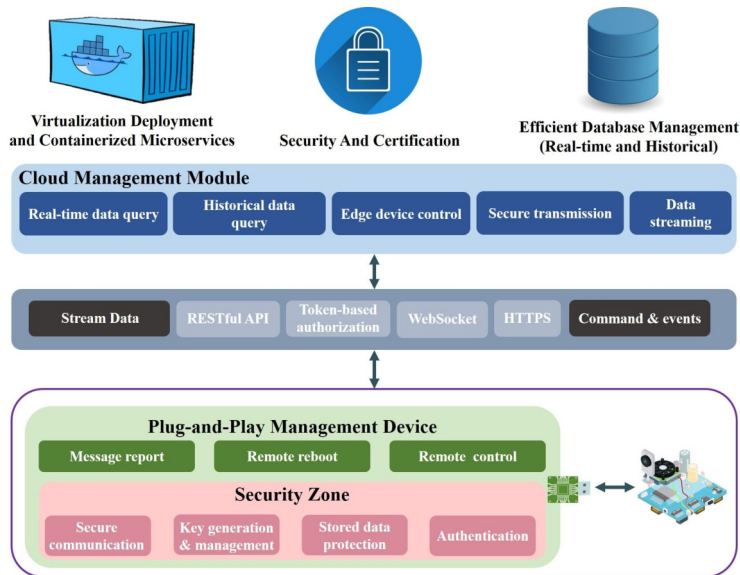 Virtualization Deployment
and Containerized Microservices
Security And Certification
Efficient Database Management
(Real-time and Historical)
Cloud Management Module
Real-time data query
Historical data
query
Edge device control
Secure transmission
Data
streaming
Stream Data
RESTful API
Token-based
authorization
WebSocket
HTTPS
Command & events
Plug-and-Play Management Device
Message report
Remote reboot
Remote control
Security Zone
Secure
communication
Key generation
& management
Stored data
protection
Authentication